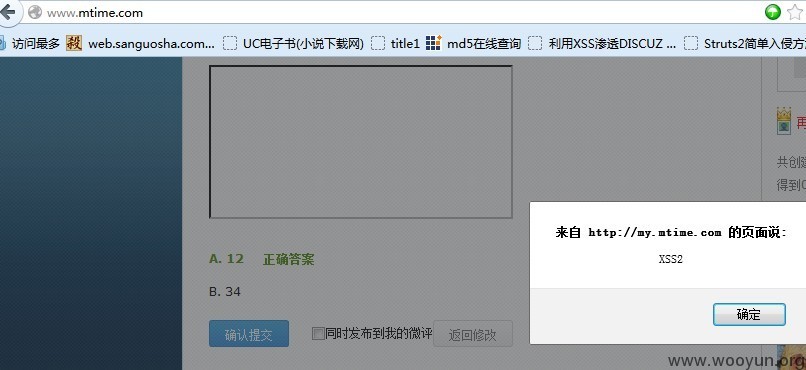 www.mtime.com
访问最多 web.sanguosha.com... UC电子书(小说下载网) title1 md5在线查询 利用XSS渗透DISCUZ ... Struts2简单入侵方
再
共创建
得到
来自 http://my.mtime.com 的页面说:
XSS2
确定
A. 12 正确答案
B. 34
确认提交 同时发布到我的微评 返回修改
www.wooyun.org